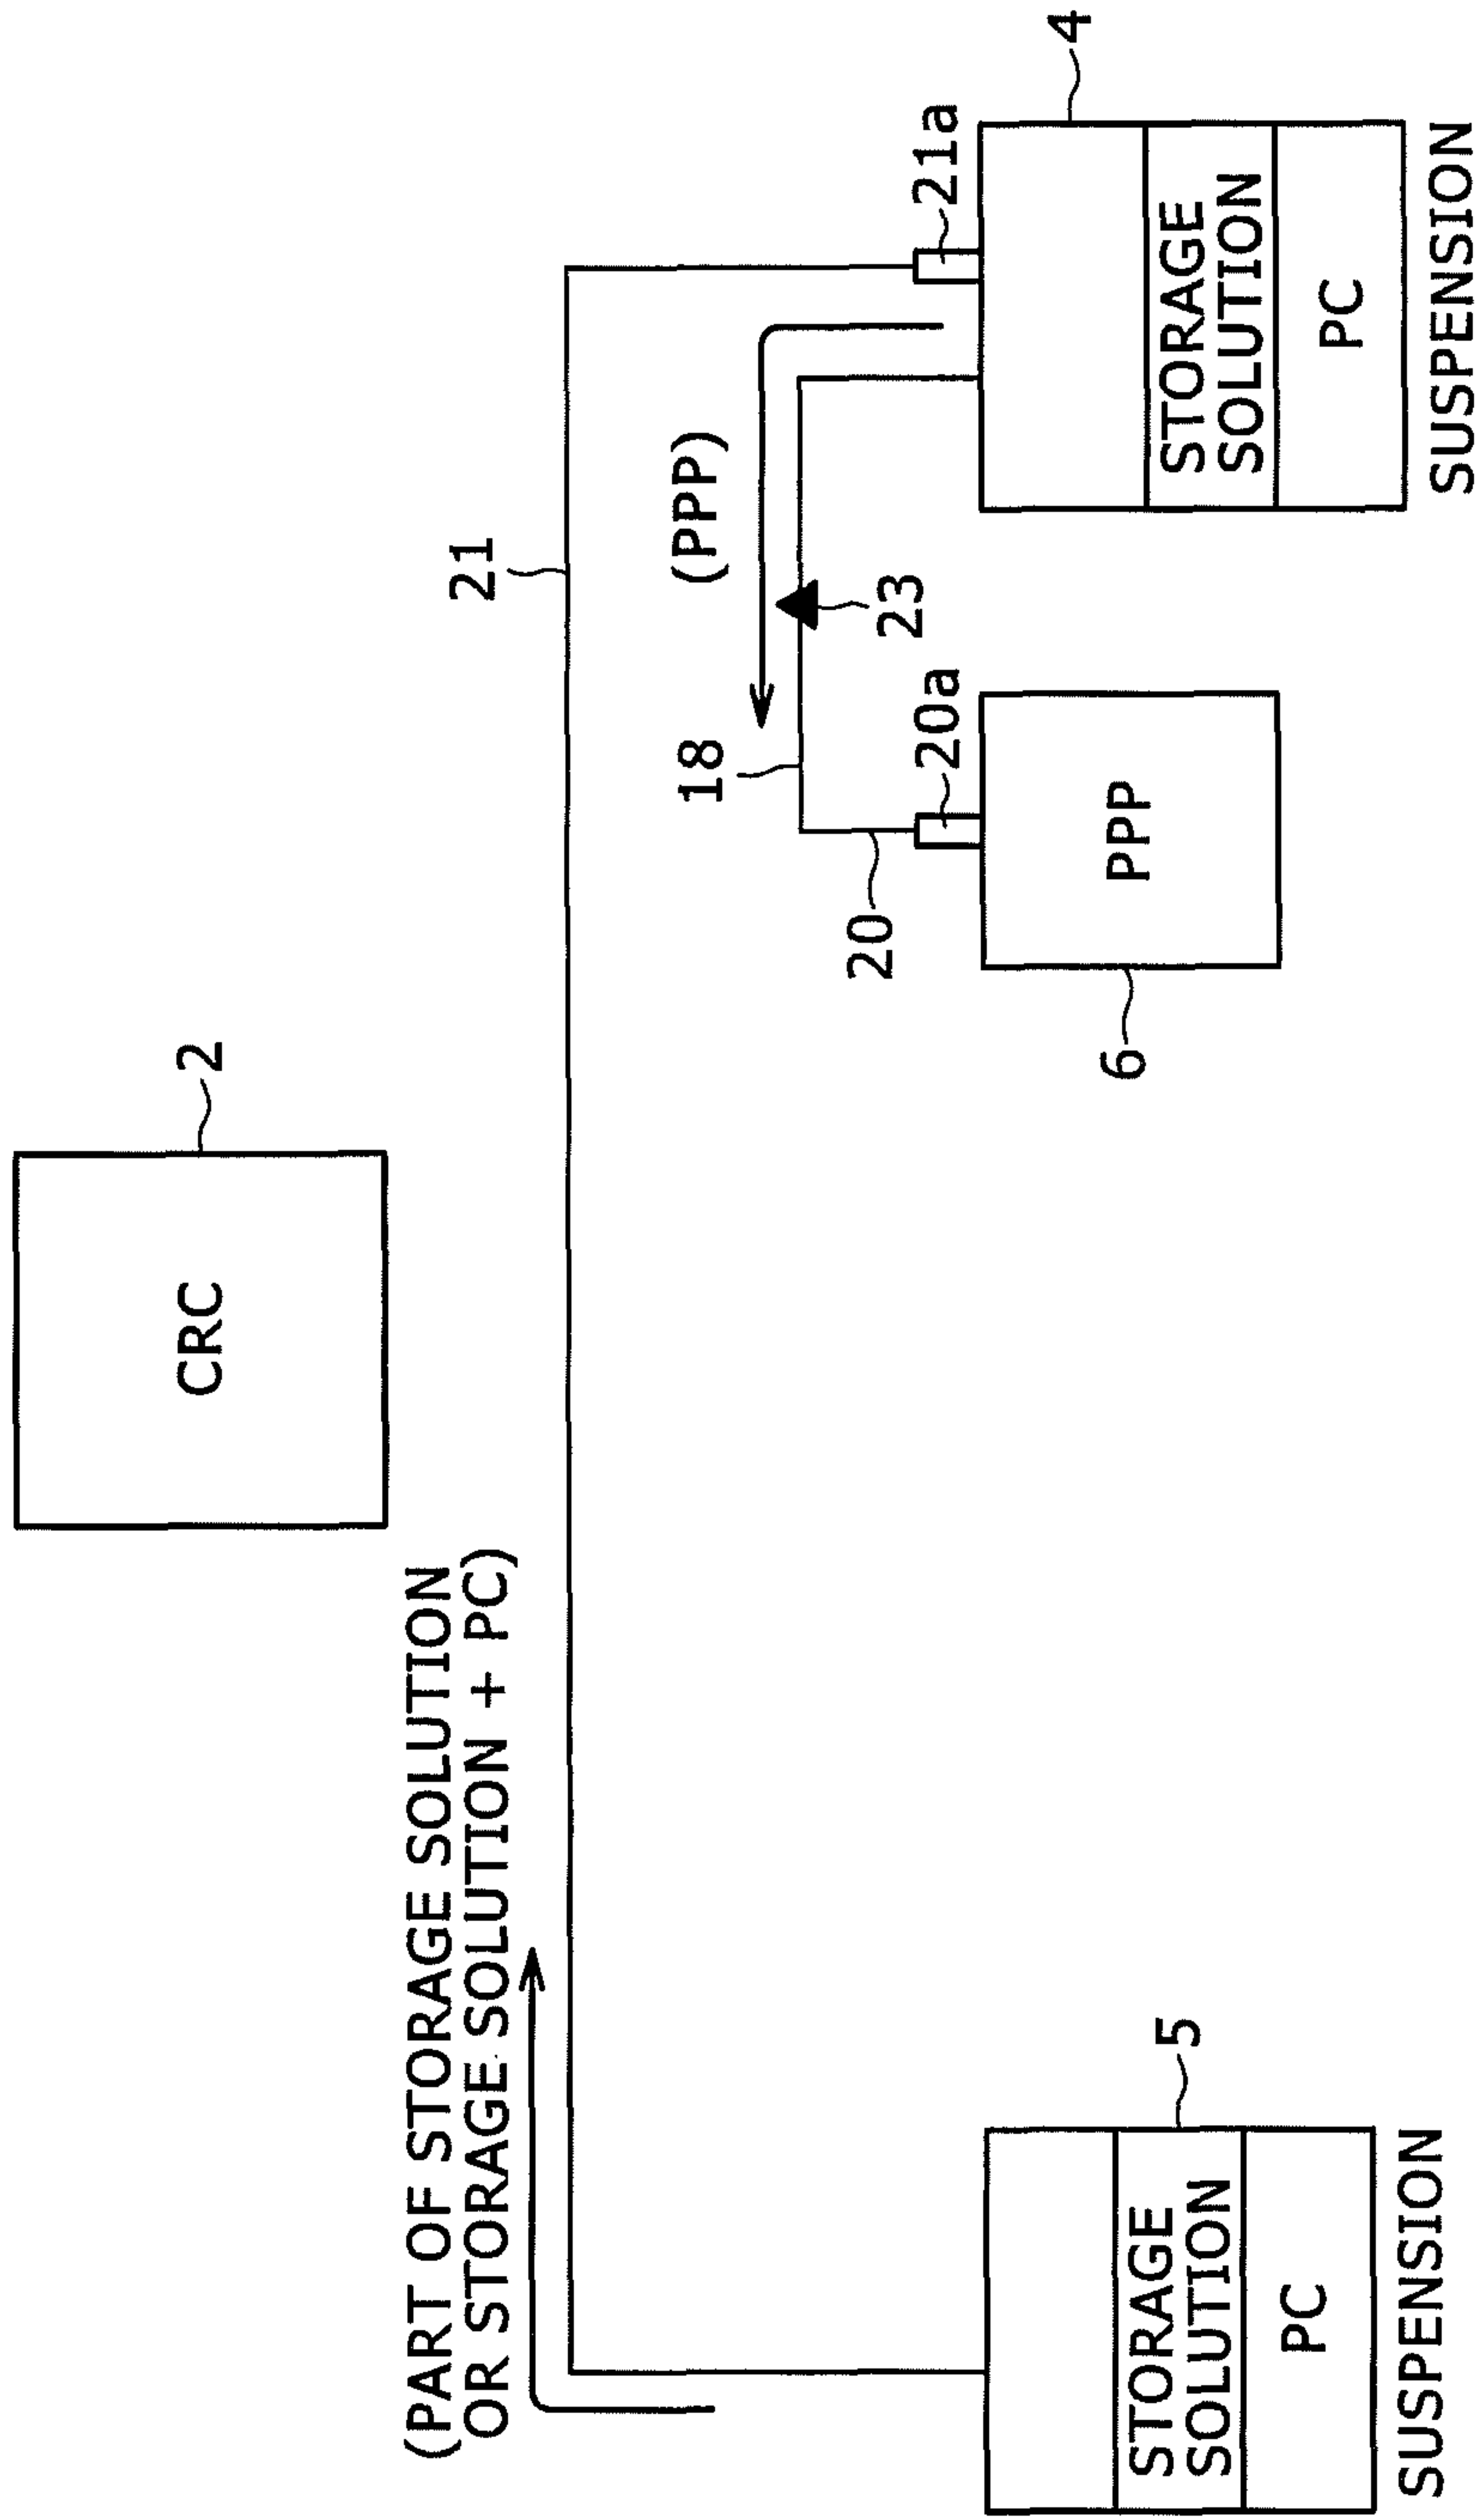 CRC
2
(PART OF STORAGE SOLUTION
OR STORAGE SOLUTION + PC)
21
(PPP)
18
23
20
20a
21a
5
STORAGE
SOLUTION
PC
SUSPENSION
6
PPP
4
STORAGE
SOLUTION
PC
SUSPENSION